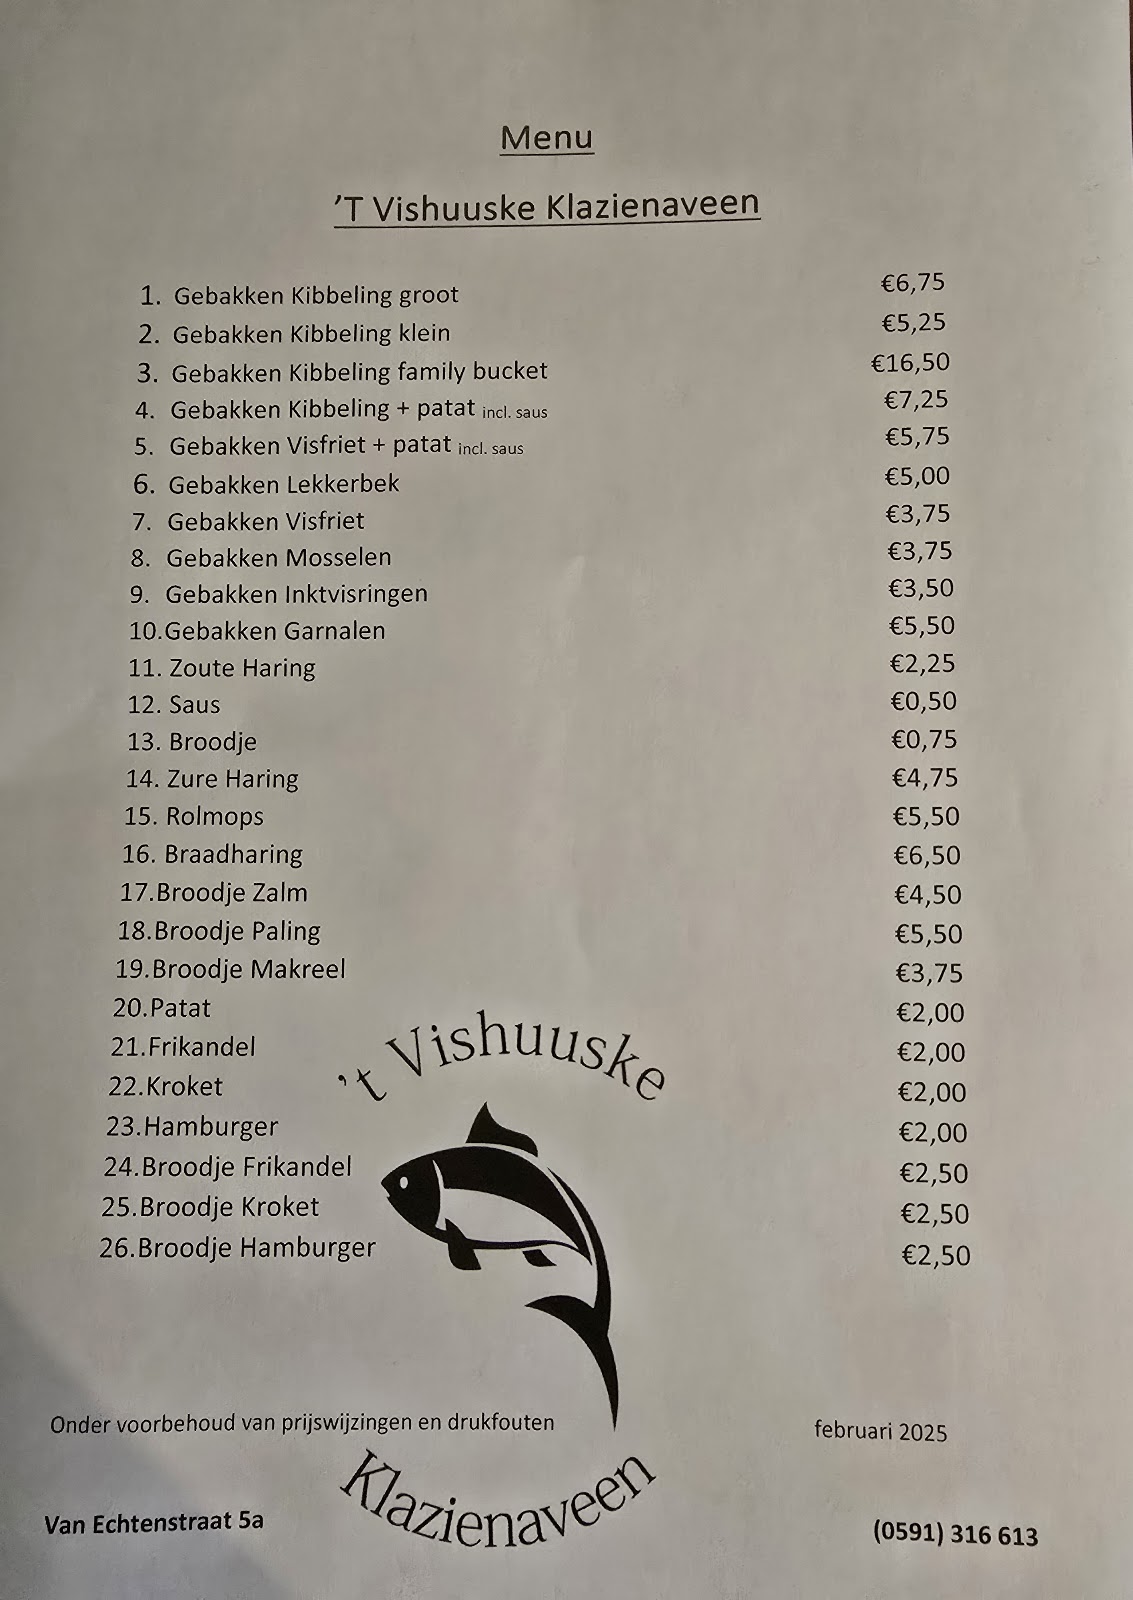 Menu
'T Vishuuske Klazienaveen
1. Gebakken Kibbeling groot €6,75
2. Gebakken Kibbeling klein €5,25
3. Gebakken Kibbeling family bucket €16,50
4. Gebakken Kibbeling + patat incl. saus €7,25
5. Gebakken Visfriet + patat incl. saus €5,75
6. Gebakken Lekkerbek €5,00
7. Gebakken Visfriet €3,75
8. Gebakken Mosselen €3,75
9. Gebakken Inktvisringen €3,50
10.Gebakken Garnalen €5,50
11. Zoute Haring €2,25
12. Saus €0,50
13. Broodje €0,75
14. Zure Haring €4,75
15. Rolmops €5,50
16. Braadharing €6,50
17.Broodje Zalm €4,50
18.Broodje Paling €5,50
19.Broodje Makreel €3,75
20.Patat €2,00
21.Frikandel €2,00
22.Kroket €2,00
23.Hamburger €2,00
24.Broodje Frikandel €2,50
25.Broodje Kroket €2,50
26.Broodje Hamburger €2,50
't Vishuuske
Onder voorbehoud van prijswijzingen en drukfouten februari 2025
Klazienaveen
Van Echtenstraat 5a (0591) 316 613